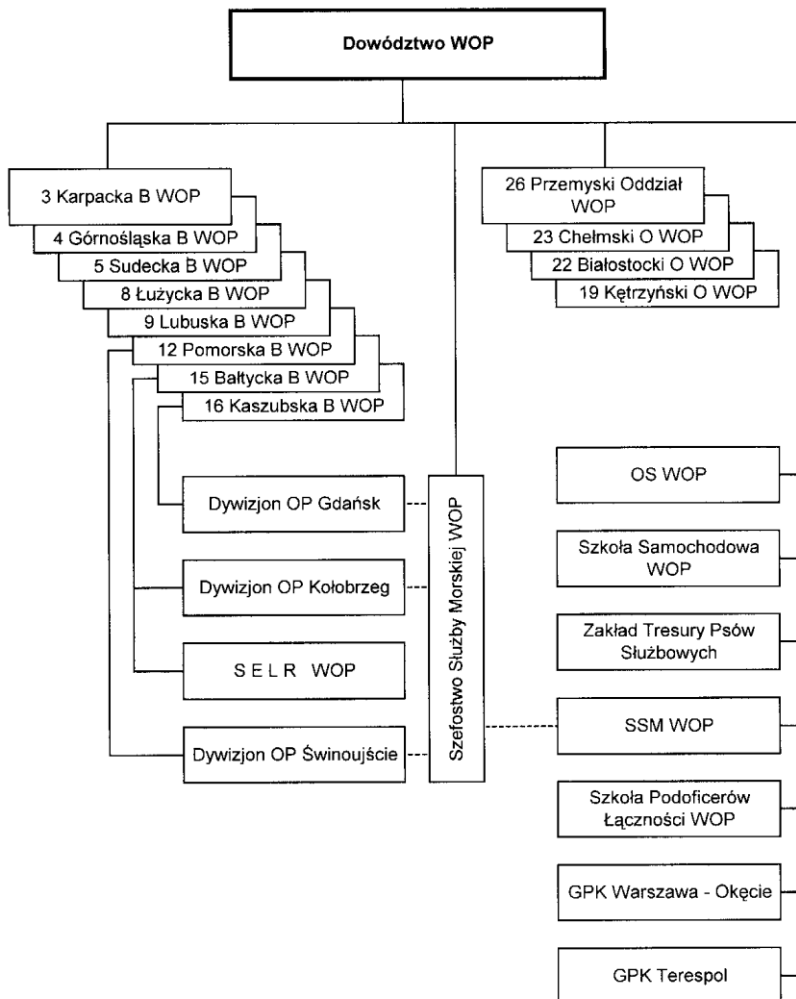 Dowództwo WOP
3 Karpacka B WOP
4 Górnośląska B WOP
5 Sudecka B WOP
8 Łużycka B WOP
9 Lubuska B WOP
12 Pomorska B WOP
15 Bałtycka B WOP
16 Kaszubska B WOP
26 Przemyski Oddział
WOP
23 Chełmski O WOP
22 Białostocki O WOP
19 Kętrzyński O WOP
Dywizjon OP Gdańsk
Dywizjon OP Kołobrzeg
S E L R WOP
Dywizjon OP Świnoujście
Szefostwo Służby Morskiej WOP
OS WOP
Szkoła Samochodowa
WOP
Zakład Tresury Psów
Służbowych
SSM WOP
Szkoła Podoficerów
Łączności WOP
GPK Warszawa - Okęcie
GPK Terespol